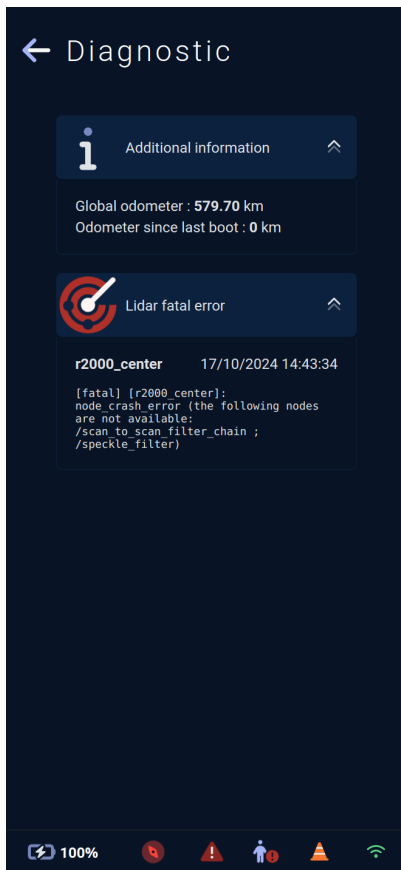 Diagnostic
Additional information
Global odometer : 579.70 km
Odometer since last boot : 0 km
Lidar fatal error
r2000_center 17/10/2024 14:43:34
[fatal] [r2000_center]:
node_crash_error (the following nodes
are not available:
/scan_to_scan_filter_chain ;
/speckle_filter)
100%